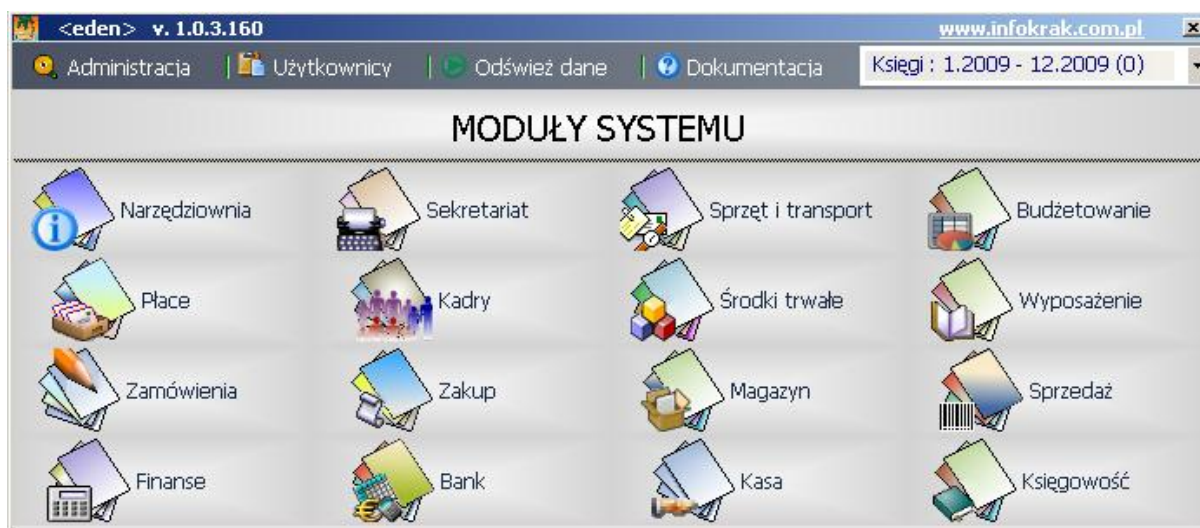 <eden> v. 1.0.3.160 www.infokrak.com.pl
Administracja Użytkownicy Odśwież dane Dokumentacja Księgi : 1.2009 - 12.2009 (0)
MODUŁY SYSTEMU
Narzędziownia Sekretariat Sprzęt i transport Budżetowanie
Płace Kadry Środki trwałe Wyposażenie
Zamówienia Zakup Magazyn Sprzedaż
Finanse Bank Kasa Księgowość